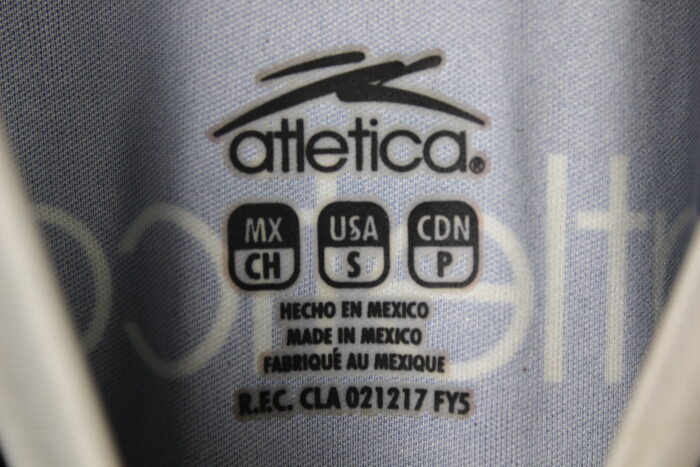 atletica®
MX USA CDN
CH S P
HECHO EN MEXICO
MADE IN MEXICO
FABRIQUÉ AU MEXIQUE
R.F.C. CLA 021217 FY5